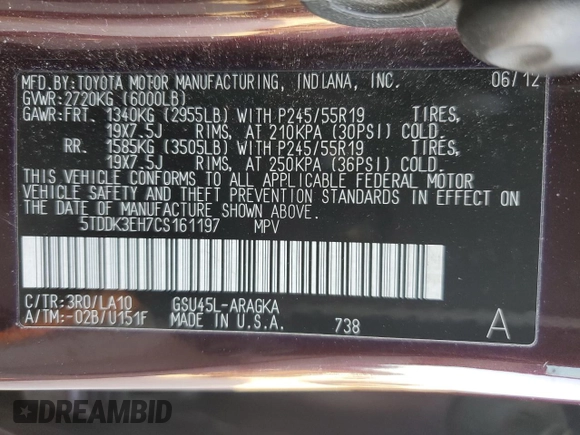 MFD.BY:TOYOTA MOTOR MANUFACTURING, INDIANA, INC. 06/12
GVWR:2720KG (6000LB)
GAWR:FRT. 1340KG (2955LB) WITH P245/55R19 TIRES,
19X7.5J RIMS, AT 210KPA (30PSI) COLD.
RR. 1585KG (3505LB) WITH P245/55R19 TIRES,
19X7.5J RIMS, AT 250KPA (36PSI) COLD.
THIS VEHICLE CONFORMS TO ALL APPLICABLE FEDERAL MOTOR
VEHICLE SAFETY AND THEFT PREVENTION STANDARDS IN EFFECT ON
THE DATE OF MANUFACTURE SHOWN ABOVE.
5TDDK3EH7CS161197 MPV
C/TR:3R0/LA10 GSU45L-ARAGKA
A/TM:-02B/U151F MADE IN U.S.A. 738 A
DREAMBID